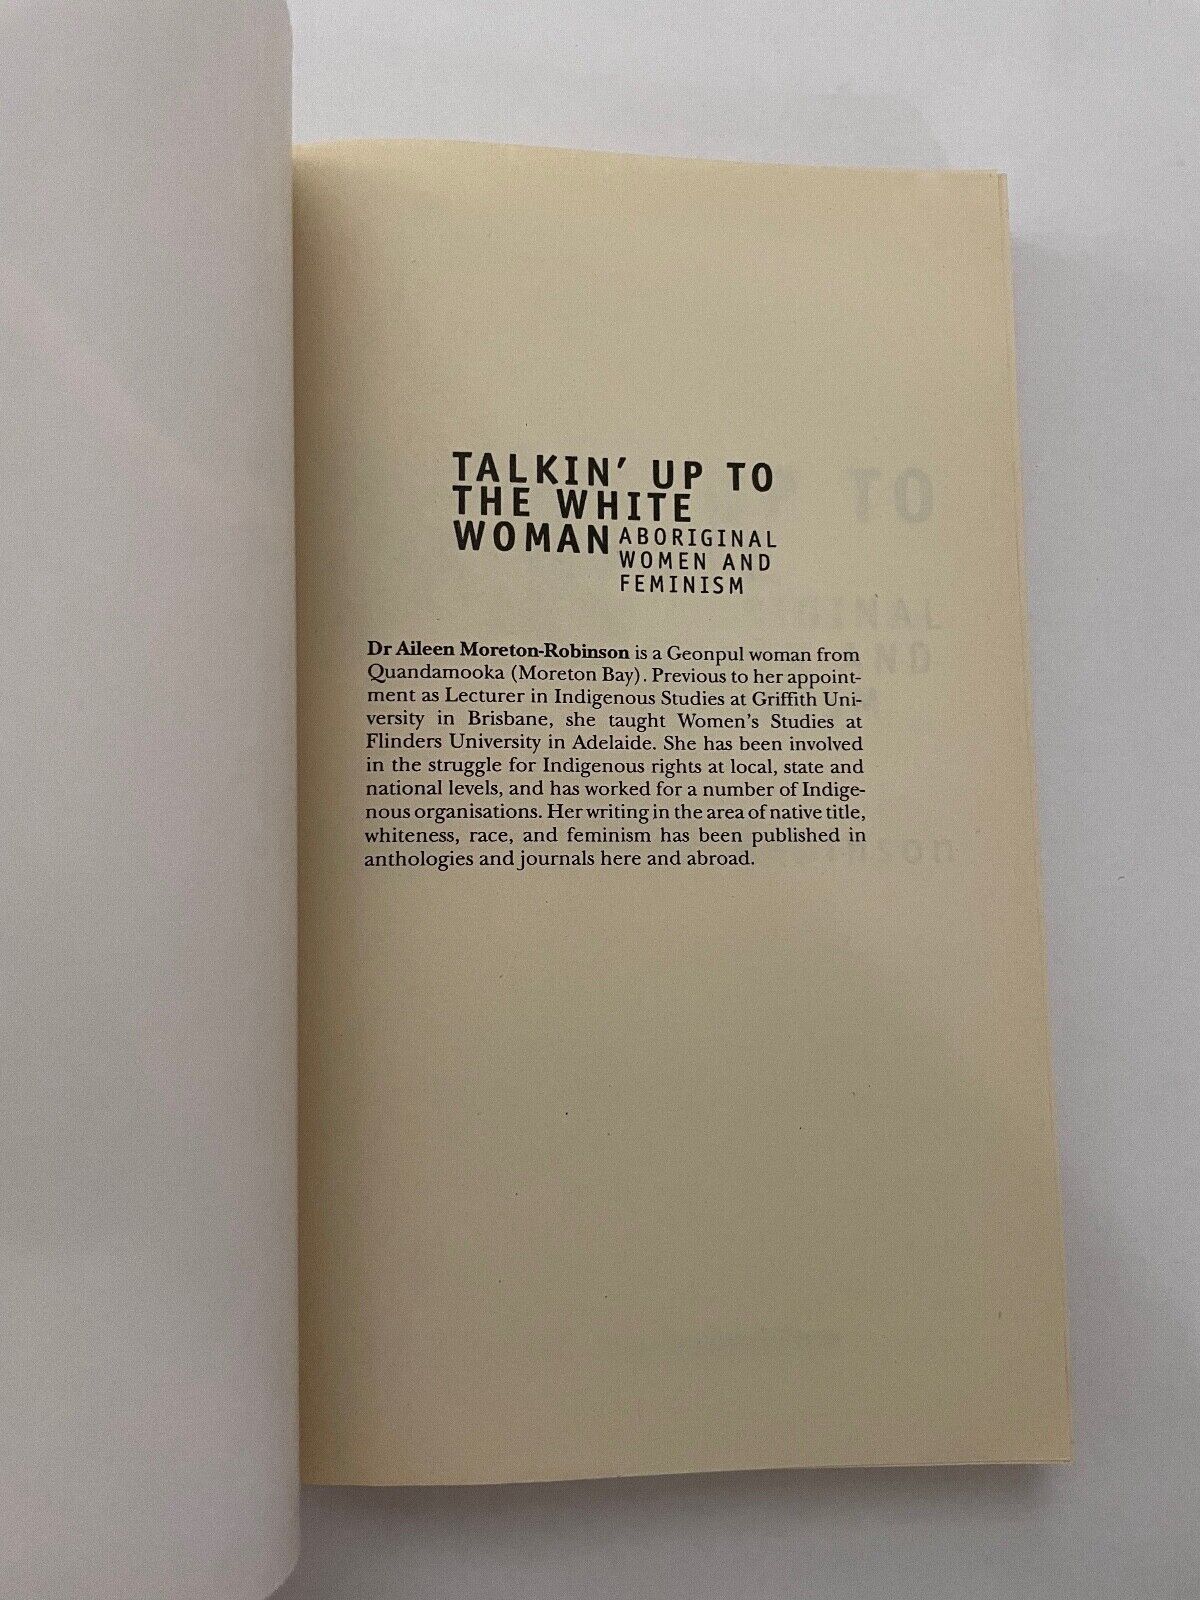 TALKIN' UP TO
THE WHITE
WOMAN ABORIGINAL
WOMEN AND
FEMINISM
Dr Aileen Moreton-Robinson is a Geonpul woman from
Quandamooka (Moreton Bay). Previous to her appoint-
ment as Lecturer in Indigenous Studies at Griffith Uni-
versity in Brisbane, she taught Women's Studies at
Flinders University in Adelaide. She has been involved
in the struggle for Indigenous rights at local, state and
national levels, and has worked for a number of Indige-
nous organisations. Her writing in the area of native title,
whiteness, race, and feminism has been published in
anthologies and journals here and abroad.